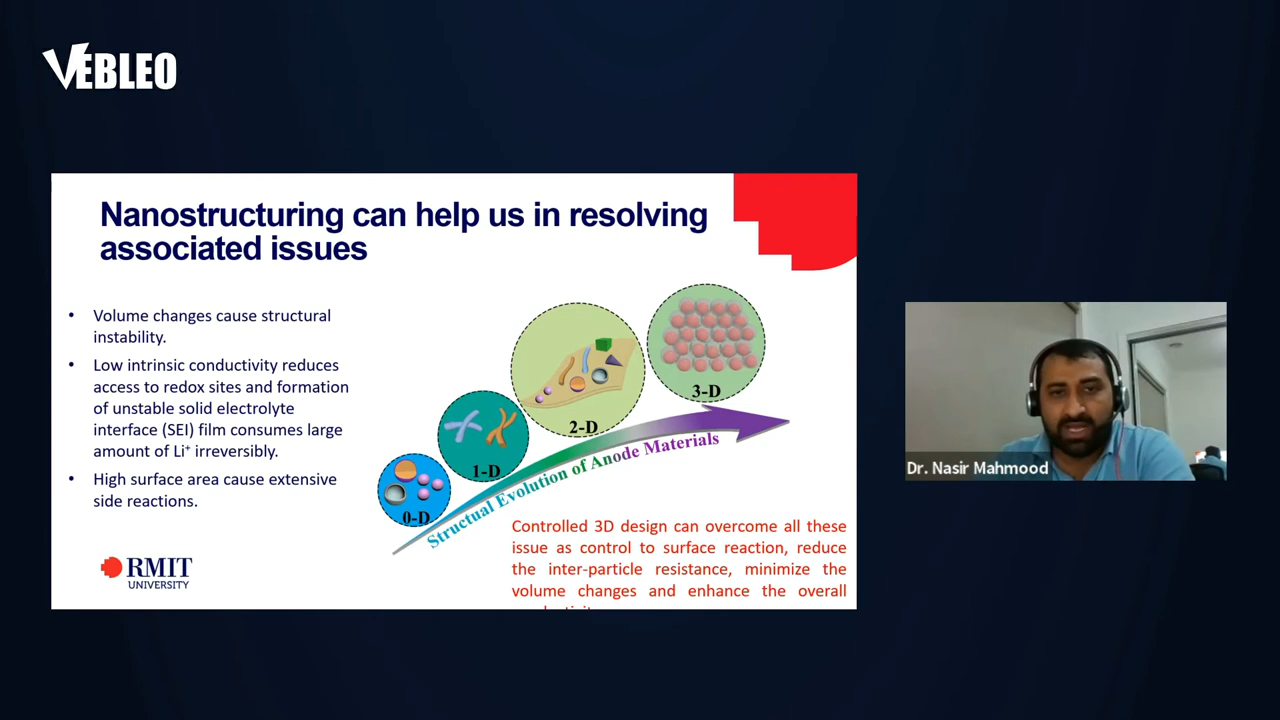 VEBLEO
Nanostructuring can help us in resolving
associated issues
• Volume changes cause structural
instability.
• Low intrinsic conductivity reduces
access to redox sites and formation
of unstable solid electrolyte
interface (SEI) film consumes large
amount of Li⁺ irreversibly.
• High surface area cause extensive
side reactions.
0-D
1-D
2-D
3-D
Structual Evolution of Anode Materials
Controlled 3D design can overcome all these
issue as control to surface reaction, reduce
the inter-particle resistance, minimize the
volume changes and enhance the overall
RMIT
UNIVERSITY
Dr. Nasir Mahmood